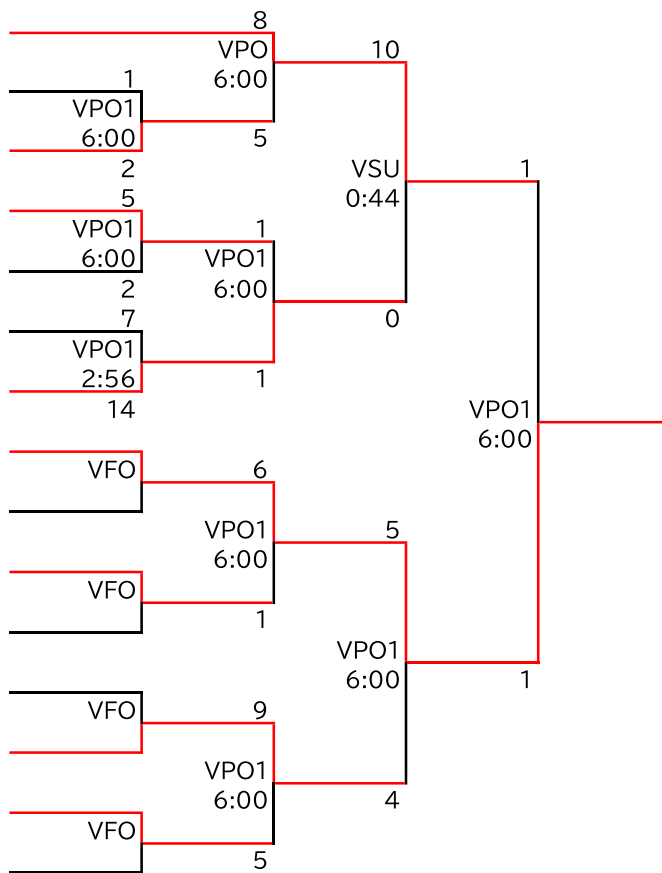 8
VPO 10
1 6:00
VPO1
6:00 5
2 VSU 1
5 0:44
VPO1 1
6:00 VPO1
2 6:00
7 0
VPO1
2:56 1
14 VPO1
6:00
VFO 6
VPO1 5
6:00
VFO
1
VPO1
6:00 1
VFO 9
VPO1
6:00 4
VFO
5